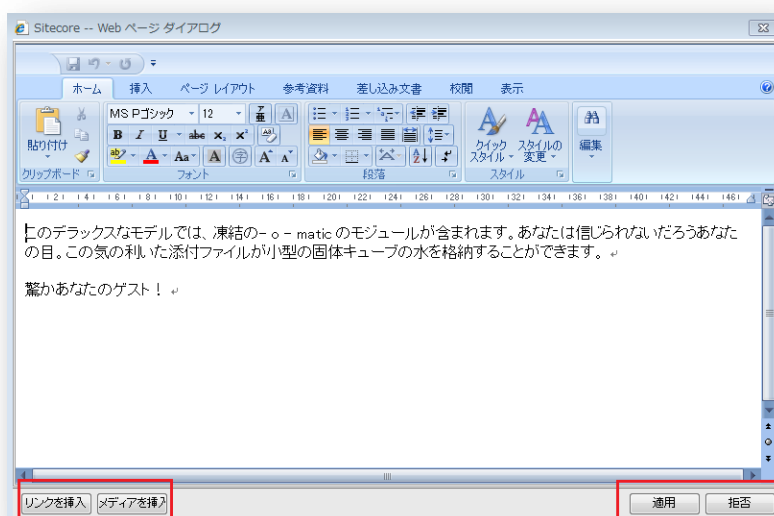 Sitecore -- Web ページ ダイアログ
ホーム 挿入 ページ レイアウト 参考資料 差し込み文書 校閲 表示
MS Pゴシック 12
貼り付け
B I U abc x₂ x²
クイック スタイル スタイルの 変更 編集
Aa A A A
クリップボード フォント 段落 スタイル
このデラックスなモデルでは、凍結の- o - matic のモジュールが含まれます。あなたは信じられないだろうあなた
の目。この気の利いた添付ファイルが小型の固体キューブの水を格納することができます。
驚かあなたのゲスト！
リンクを挿入 メディアを挿入 適用 拒否